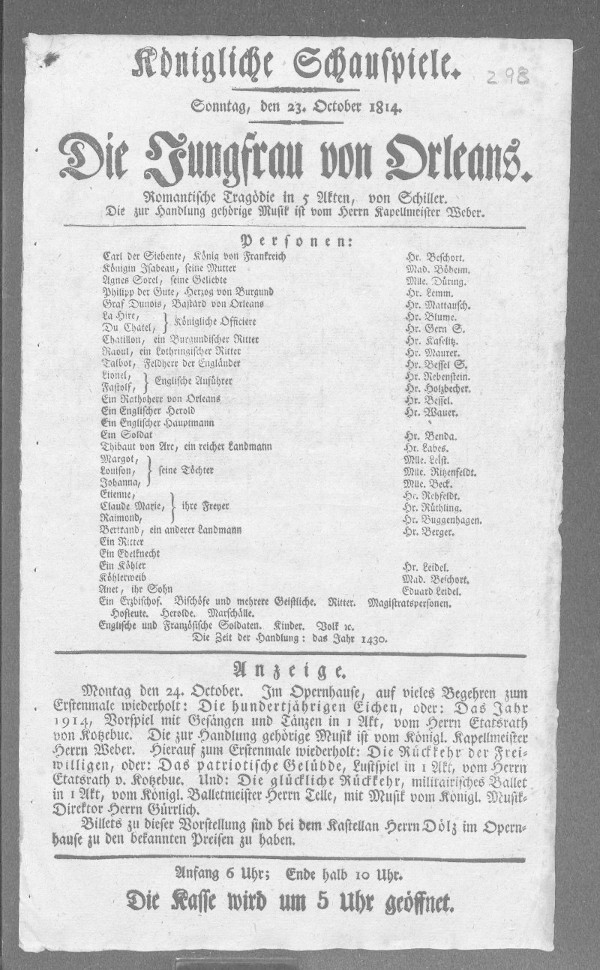 Königliche Schauspiele.
298
Sonntag, den 23. October 1814.
Die Jungfrau von Orleans.
Romantische Tragödie in 5 Akten, von Schiller.
Die zur Handlung gehörige Musik ist vom Herrn Kapellmeister Weber.
Personen:
Carl der Siebente, König von Frankreich Hr. Beschort.
Königin Isabeau, seine Mutter Mad. Böheim.
Agnes Sorel, seine Geliebte Mlle. Düring.
Philipp der Gute, Herzog von Burgund Hr. Lemm.
Graf Dunois, Bastard von Orleans Hr. Mattausch.
La Hire, Hr. Blume.
Königliche Officiere
Du Chatel, Hr. Gern S.
Chatillon, ein Burgundischer Ritter Hr. Kaselitz.
Raoul, ein Lothringischer Ritter Hr. Maurer.
Talbot, Feldherr der Engländer Hr. Bessel S.
Lionel, Hr. Rebenstein.
Englische Anführer
Fastolf, Hr. Holzbecher.
Ein Rathsherr von Orleans Hr. Bessel.
Ein Englischer Herold Hr. Wauer.
Ein Englischer Hauptmann
Ein Soldat Hr. Benda.
Thibaut von Arc, ein reicher Landmann Hr. Labes.
Margot, Mlle. Leist.
Louison, seine Töchter Mlle. Ritzenfeldt.
Johanna, Mlle. Beck.
Etienne, Hr. Rehfeldt.
Claude Marie, ihre Freyer Hr. Rüthling.
Raimond, Hr. Buggenhagen.
Bertrand, ein anderer Landmann Hr. Berger.
Ein Ritter
Ein Edelknecht
Ein Köhler Hr. Leidel.
Köhlerweib Mad. Beschort.
Anet, ihr Sohn Eduard Leidel.
Ein Erzbischof. Bischöfe und mehrere Geistliche. Ritter. Magistratspersonen.
Hofleute. Herolde. Marschälle.
Englische und Französische Soldaten. Kinder. Volk ꝛc.
Die Zeit der Handlung: das Jahr 1430.
Anzeige.
Montag den 24. October. Im Opernhause, auf vieles Begehren zum
Erstenmale wiederholt: Die hundertjährigen Eichen, oder: Das Jahr
1914, Vorspiel mit Gesängen und Tänzen in 1 Akt, vom Herrn Etatsrath
von Kotzebue. Die zur Handlung gehörige Musik ist vom Königl. Kapellmeister
Herrn Weber. Hierauf zum Erstenmale wiederholt: Die Rückkehr der Frei-
willigen, oder: Das patriotische Gelübde, Lustspiel in 1 Akt, vom Herrn
Etatsrath v. Kotzebue. Und: Die glückliche Rückkehr, militairisches Ballet
in 1 Akt, vom Königl. Balletmeister Herrn Telle, mit Musik vom Königl. Musik-
Direktor Herrn Gürrlich.
Billets zu dieser Vorstellung sind bei dem Kastellan Herrn Dölz im Opern-
hause zu den bekannten Preisen zu haben.
Anfang 6 Uhr; Ende halb 10 Uhr.
Die Kasse wird um 5 Uhr geöffnet.